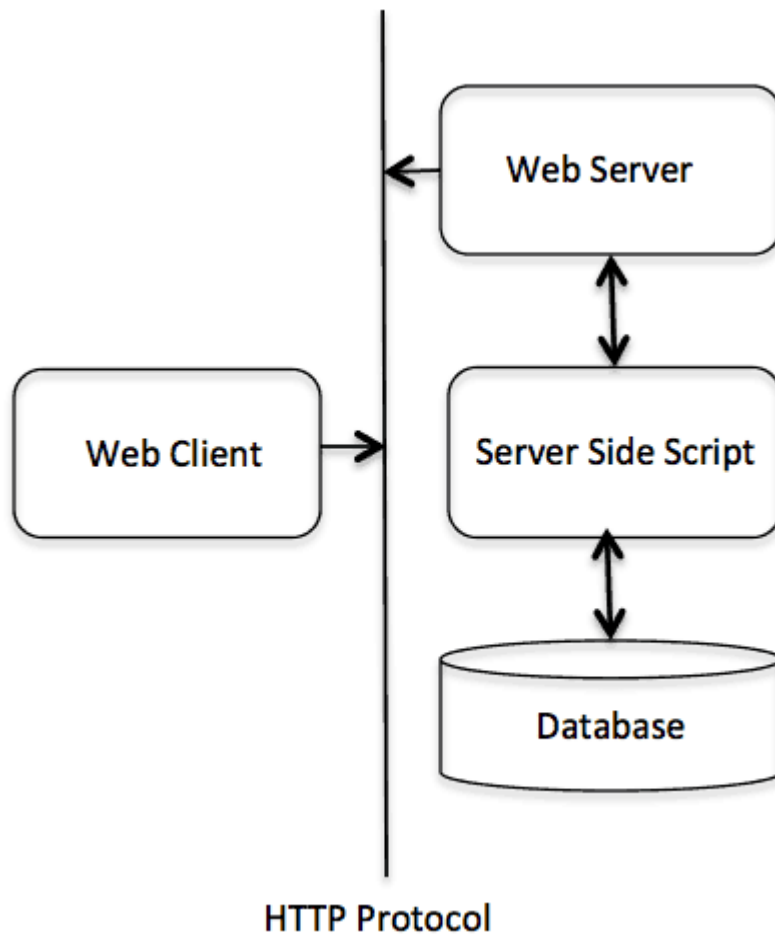 Web Server
Web Client
Server Side Script
Database
HTTP Protocol